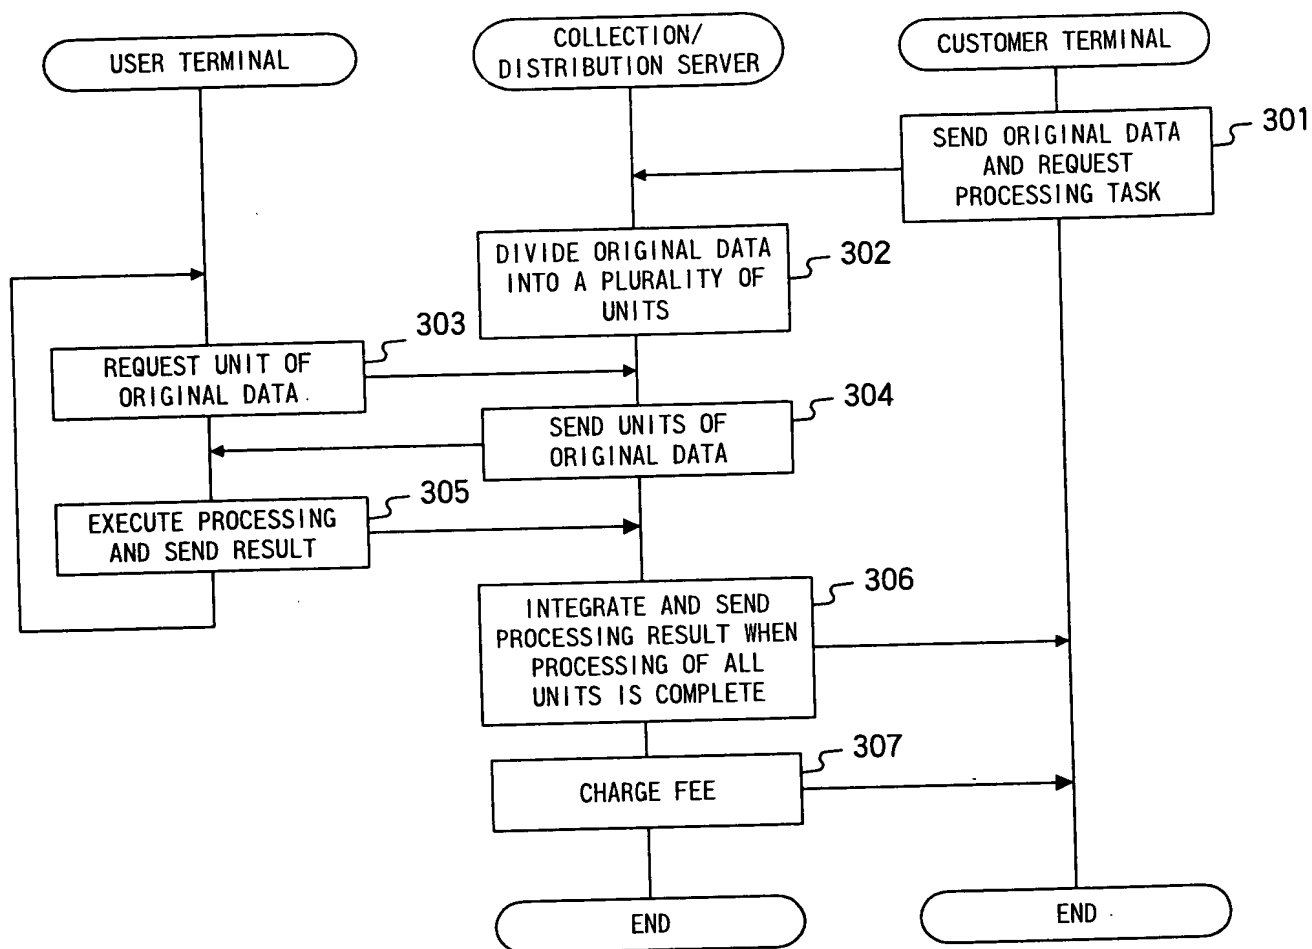 USER TERMINAL
COLLECTION/
DISTRIBUTION SERVER
CUSTOMER TERMINAL
SEND ORIGINAL DATA
AND REQUEST
PROCESSING TASK
301
DIVIDE ORIGINAL DATA
INTO A PLURALITY OF
UNITS
302
REQUEST UNIT OF
ORIGINAL DATA
303
SEND UNITS OF
ORIGINAL DATA
304
EXECUTE PROCESSING
AND SEND RESULT
305
INTEGRATE AND SEND
PROCESSING RESULT WHEN
PROCESSING OF ALL
UNITS IS COMPLETE
306
CHARGE FEE
307
END
END